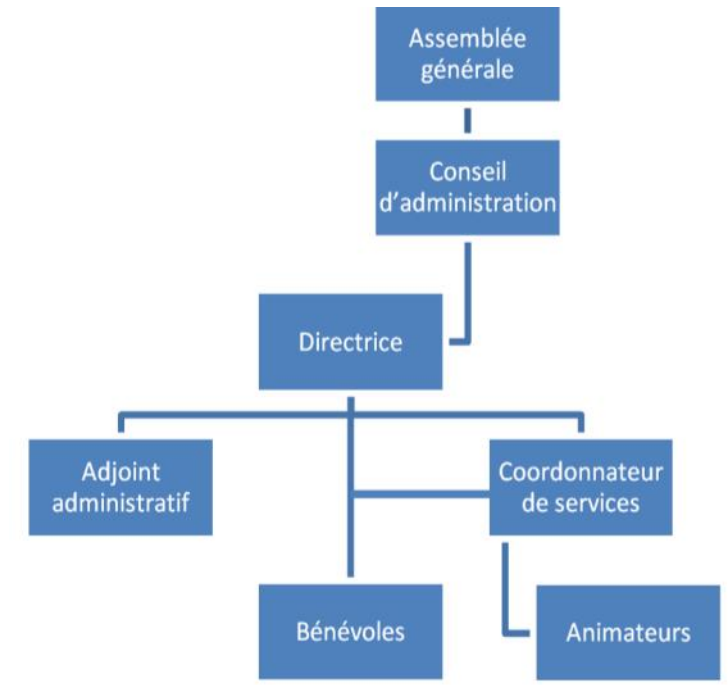 Assemblée
générale
Conseil
d’administration
Directrice
Adjoint
administratif
Coordonnateur
de services
Bénévoles
Animateurs